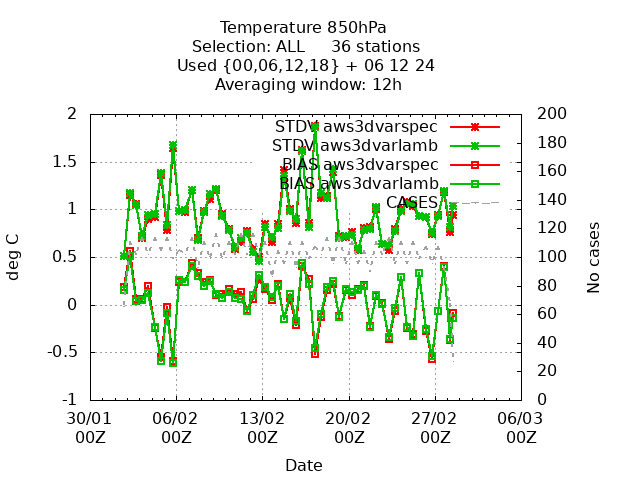 Temperature 850hPa
Selection: ALL 36 stations
Used {00,06,12,18} + 06 12 24
Averaging window: 12h
STDV aws3dvarspec
STDV aws3dvarlamb
BIAS aws3dvarspec
BIAS aws3dvarlamb
CASES
deg C
2
1.5
1
0.5
0
-0.5
-1
No cases
200
180
160
140
120
100
80
60
40
20
0
30/01 06/02 13/02 20/02 27/02 06/03
00Z 00Z 00Z 00Z 00Z 00Z
Date